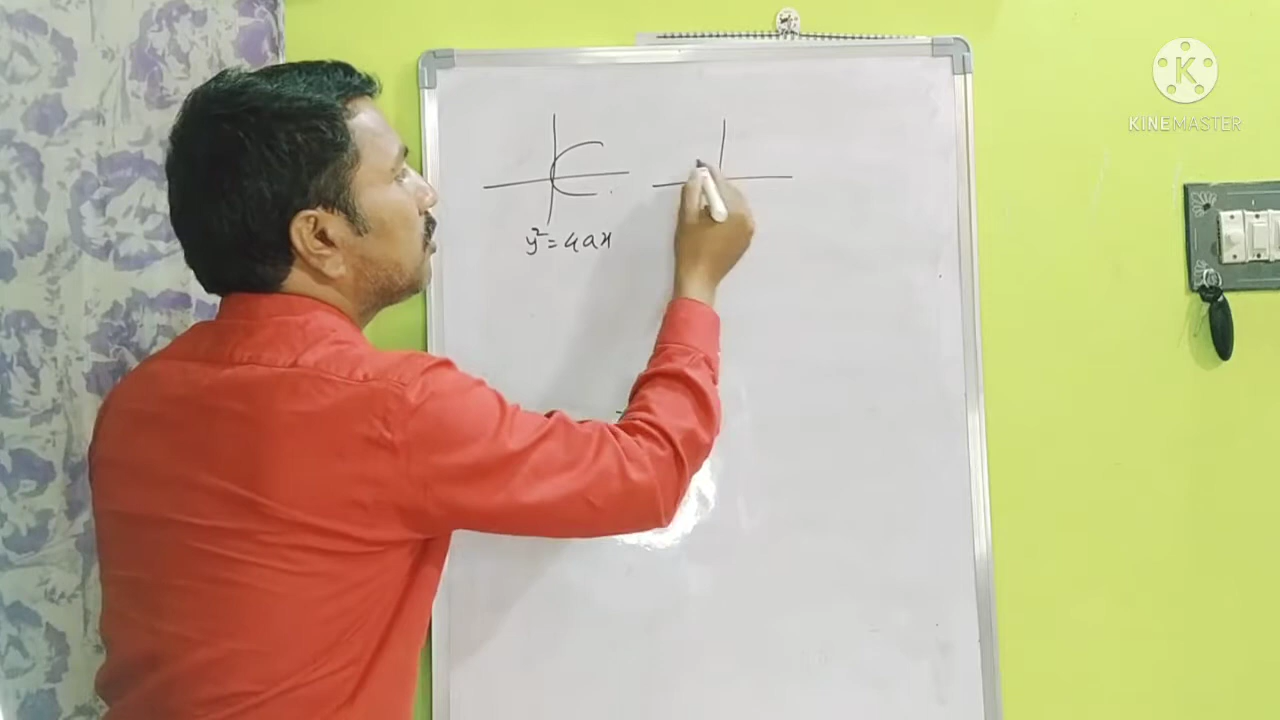 K
KINEMASTER
y² = 4ax